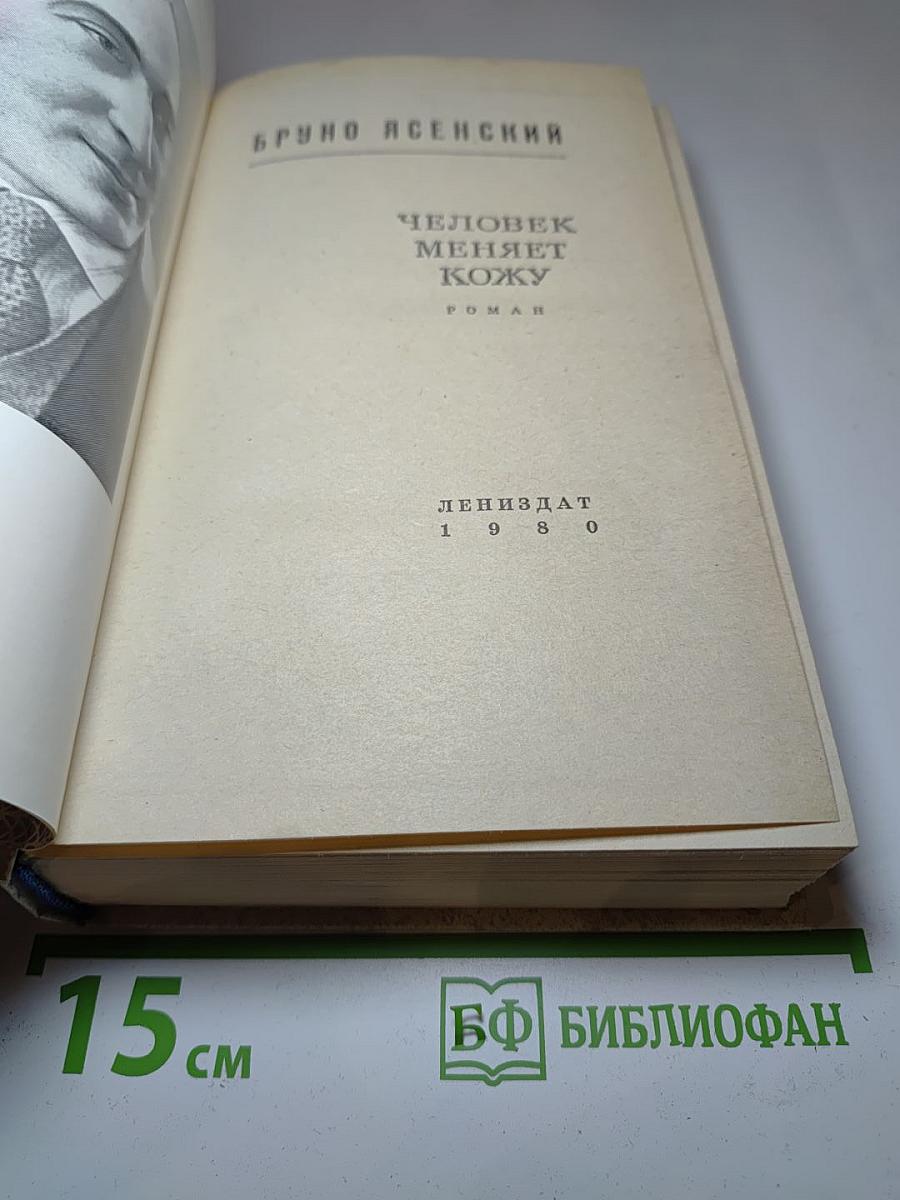 БРУНО ЯСЕНСКИЙ
ЧЕЛОВЕК
МЕНЯЕТ
КОЖУ
РОМАН
ЛЕНИЗДАТ
1980
15 см
БФ БИБЛИОФАН